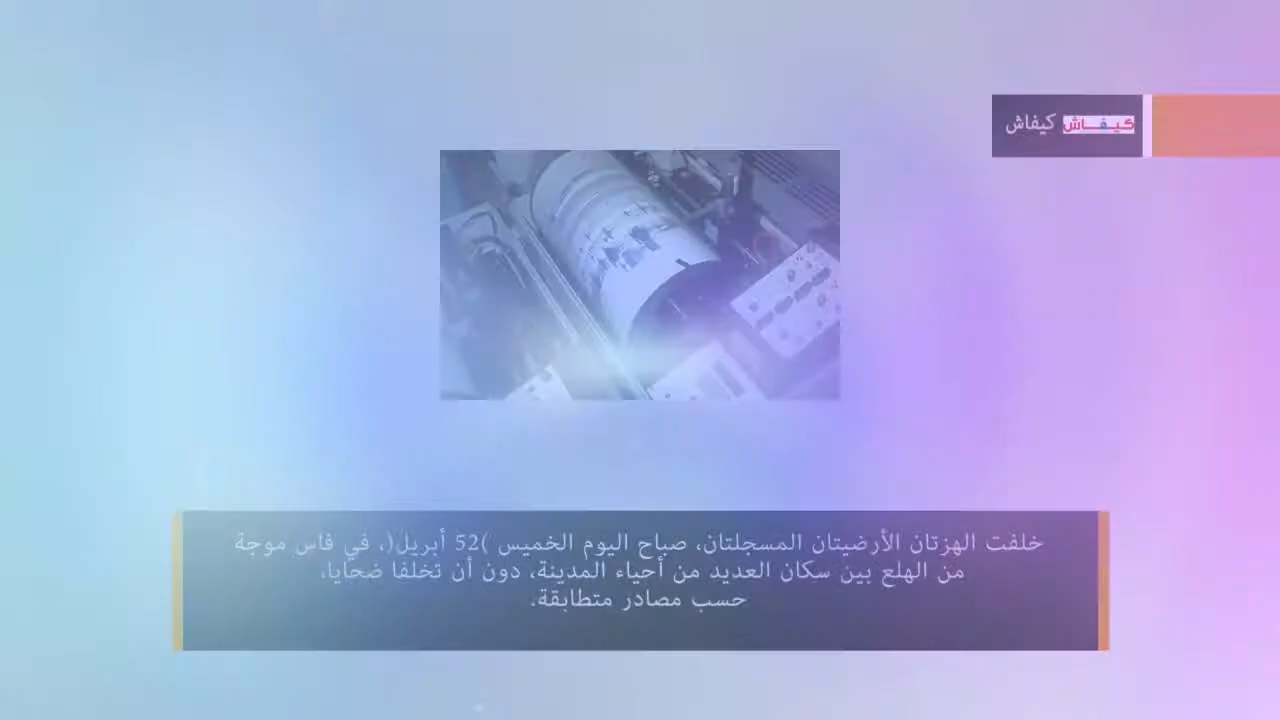 كيفاش كيفاش
خلفت الهزتان الأرضيتان المسجلتان، صباح اليوم الخميس )52 أبريل(، في فاس موجة
من الهلع بين سكان العديد من أحياء المدينة، دون أن تخلفا ضحايا،
حسب مصادر متطابقة.